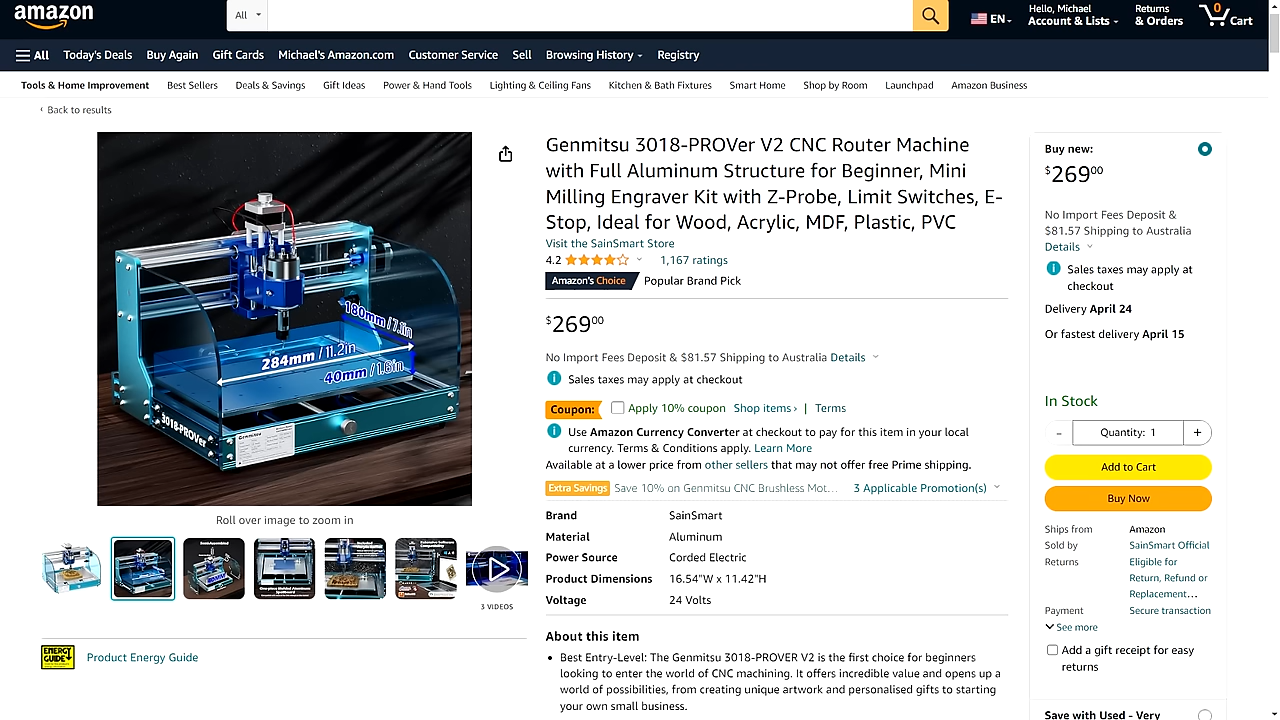 amazon
All
EN
Hello, Michael
Account & Lists
Returns
& Orders
0
Cart
All
Today's Deals
Buy Again
Gift Cards
Michael's Amazon.com
Customer Service
Sell
Browsing History
Registry
Tools & Home Improvement
Best Sellers
Deals & Savings
Gift Ideas
Power & Hand Tools
Lighting & Ceiling Fans
Kitchen & Bath Fixtures
Smart Home
Shop by Room
Launchpad
Amazon Business
‹ Back to results
180mm/7.1in
284mm/11.2in
40mm/1.6in
3018-PROVer
Genmitsu
Roll over image to zoom in
3 VIDEOS
ENERGY
GUIDE
Product Energy Guide
Genmitsu 3018-PROVer V2 CNC Router Machine
with Full Aluminum Structure for Beginner, Mini
Milling Engraver Kit with Z-Probe, Limit Switches, E-
Stop, Ideal for Wood, Acrylic, MDF, Plastic, PVC
Visit the SainSmart Store
4.2
1,167 ratings
Amazon's Choice
Popular Brand Pick
$26900
No Import Fees Deposit & $81.57 Shipping to Australia Details
Sales taxes may apply at checkout
Coupon:
Apply 10% coupon Shop items › | Terms
Use Amazon Currency Converter at checkout to pay for this item in your local
currency. Terms & Conditions apply. Learn More
Available at a lower price from other sellers that may not offer free Prime shipping.
Extra Savings Save 10% on Genmitsu CNC Brushless Mot... 3 Applicable Promotion(s)
Brand SainSmart
Material Aluminum
Power Source Corded Electric
Product Dimensions 16.54"W x 11.42"H
Voltage 24 Volts
About this item
• Best Entry-Level: The Genmitsu 3018-PROVER V2 is the first choice for beginners
looking to enter the world of CNC machining. It offers incredible value and opens up a
world of possibilities, from creating unique artwork and personalised gifts to starting
your own small business.
Buy new:
$26900
No Import Fees Deposit &
$81.57 Shipping to Australia
Details
Sales taxes may apply at
checkout
Delivery April 24
Or fastest delivery April 15
In Stock
- Quantity: 1 +
Add to Cart
Buy Now
Ships from Amazon
Sold by SainSmart Official
Returns Eligible for
Return, Refund or
Replacement...
Payment Secure transaction
See more
Add a gift receipt for easy
returns
Save with Used - Very